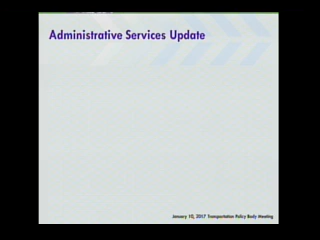 Administrative Services Update
January 10, 2017 Transportation Policy Body Meeting